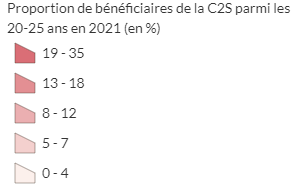 Proportion de bénéficiaires de la C2S parmi les
20-25 ans en 2021 (en %)
19 - 35
13 - 18
8 - 12
5 - 7
0 - 4